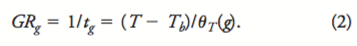 GR_g = 1/t_g = (T − T_b)/θ_T(g). (2)